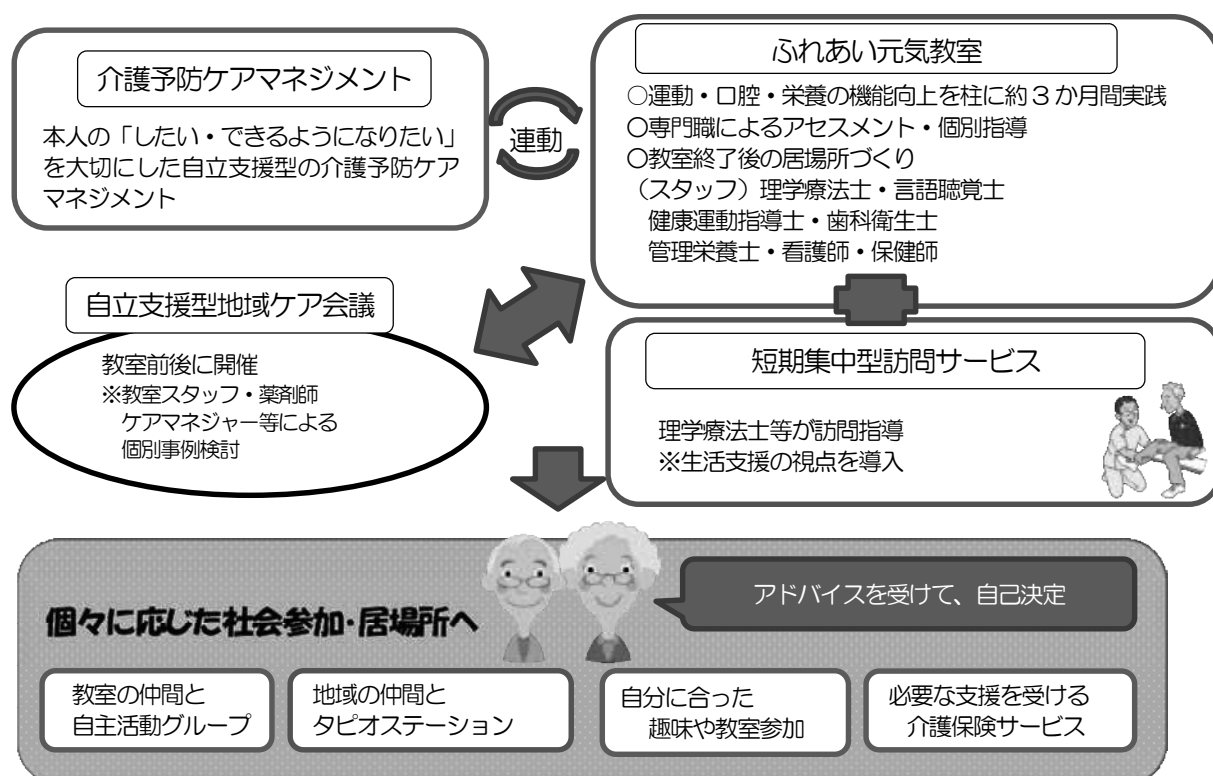 介護予防ケアマネジメント
本人の「したい・できるようになりたい」
を大切にした自立支援型の介護予防ケア
マネジメント
連動
ふれあい元気教室
○運動・口腔・栄養の機能向上を柱に約3か月間実践
○専門職によるアセスメント・個別指導
○教室終了後の居場所づくり
（スタッフ）理学療法士・言語聴覚士
健康運動指導士・歯科衛生士
管理栄養士・看護師・保健師
自立支援型地域ケア会議
教室前後に開催
※教室スタッフ・薬剤師
ケアマネジャー等による
個別事例検討
短期集中型訪問サービス
理学療法士等が訪問指導
※生活支援の視点を導入
アドバイスを受けて、自己決定
個々に応じた社会参加・居場所へ
教室の仲間と
自主活動グループ
地域の仲間と
タピオステーション
自分に合った
趣味や教室参加
必要な支援を受ける
介護保険サービス